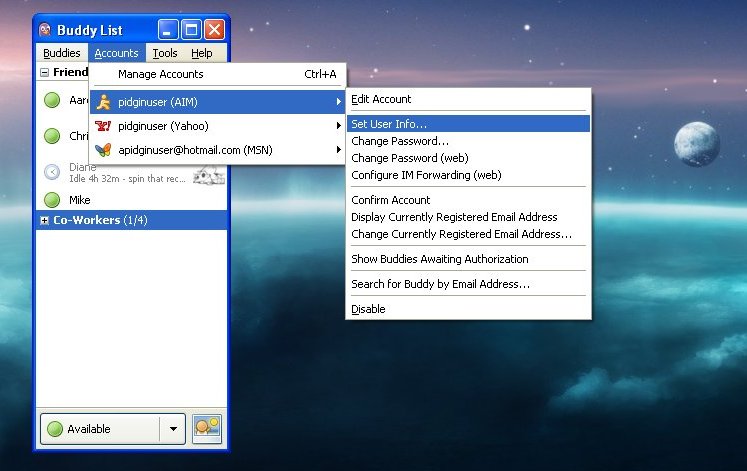 Buddy List
Buddies Accounts Tools Help
Friend
Manage Accounts Ctrl+A
pidginuser (AIM)
pidginuser (Yahoo)
apidginuser@hotmail.com (MSN)
Edit Account
Set User Info...
Change Password...
Change Password (web)
Configure IM Forwarding (web)
Confirm Account
Display Currently Registered Email Address
Change Currently Registered Email Address...
Show Buddies Awaiting Authorization
Search for Buddy by Email Address...
Disable
Aar
Chri
Diane
Idle 4h 32m - spin that rec...
Mike
Co-Workers (1/4)
Available